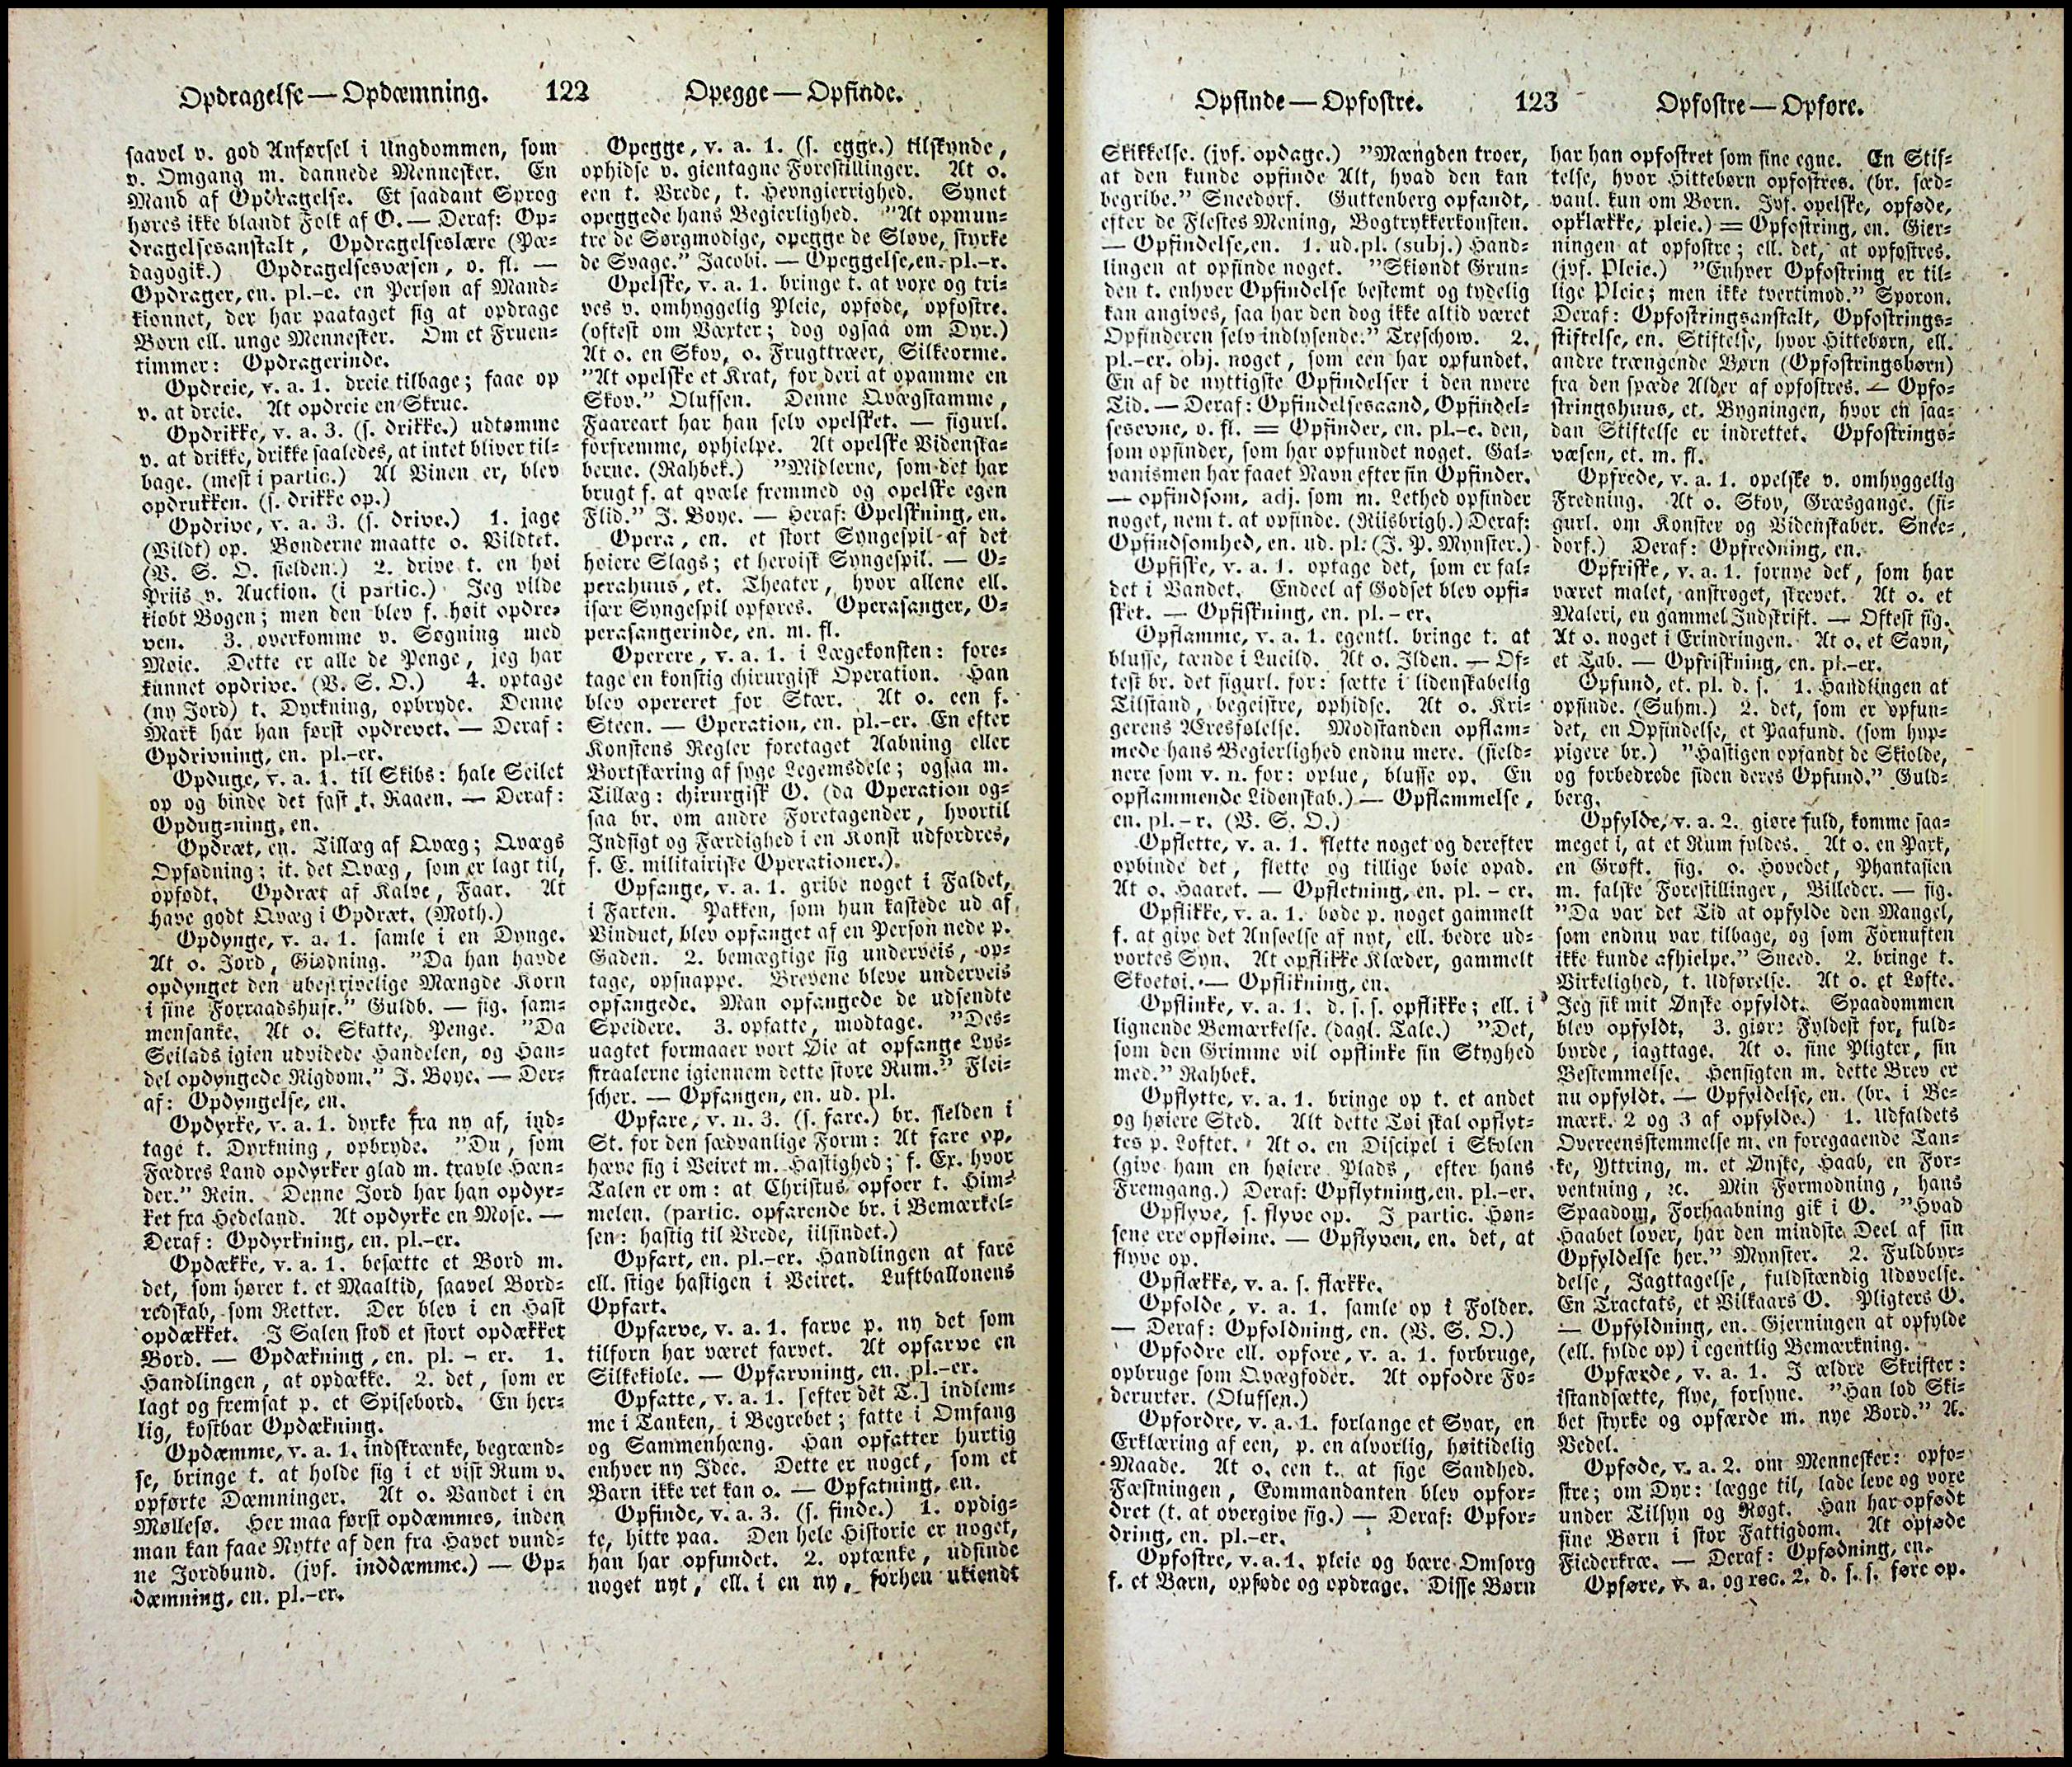 Opdragelse — Opdæmning.
122
Opegge — Opfinde.
saavel v. god Anførsel i Ungdommen, som
v. Omgang m. dannede Mennesker. En
Mand af Opdragelse. Et saadant Sprog
høres ikke blandt Folk af O. — Deraf: Op-
dragelsesanstalt, Opdragelseslære (Pæ-
dagogik.) Opdragelsesvæsen, o. fl. —
Opdrager, en. pl.-e. en Person af Mand-
kiønnet, der har paataget sig at opdrage
Børn ell. unge Mennesker. Om et Fruen-
timmer: Opdragerinde.
Opdreie, v. a. 1. dreie tilbage; faae op
v. at dreie. At opdreie en Skrue.
Opdrikke, v. a. 3. (s. drikke.) udtømme
v. at drikke, drikke saaledes, at intet bliver til-
bage. (mest i partic.) Al Vinen er, blev
opdrukken. (s. drikke op.)
Opdrive, v. a. 3. (s. drive.) 1. jage
(Vildt) op. Bønderne maatte o. Vildtet.
(V. S. O. sielden.) 2. drive t. en høi
Priis v. Auction. (i partic.) Jeg vilde
kiøbt Bogen; men den blev f. høit opdre-
ven. 3. overkomme v. Søgning med
Møie. Dette er alle de Penge, jeg har
kunnet opdrive. (V. S. O.) 4. optage
(ny Jord) t. Dyrkning, opbryde. Denne
Mark har han først opdrevet. — Deraf:
Opdrivning, en. pl.-er.
Opduge, v. a. 1. til Skibs: hale Seilet
op og binde det fast t. Raaen. — Deraf:
Opdug-ning, en.
Opdræt, en. Tillæg af Qvæg; Qvægs
Opfødning; it. det Qvæg, som er lagt til,
opfødt. Opdræt af Kalve, Faar. At
have godt Qvæg i Opdræt. (Moth.)
Opdynge, v. a. 1. samle i en Dynge.
At o. Jord, Giødning. "Da han havde
opdynget den ubeskrivelige Mængde Korn
i sine Forraadshuse." Guldb. — fig. sam-
mensanke. At o. Skatte, Penge. "Da
Seilads igien udvidede Handelen, og Han-
del opdyngede Rigdom." J. Boye. — Der-
af: Opdyngelse, en.
Opdyrke, v. a. 1. dyrke fra ny af, ind-
tage t. Dyrkning, opbryde. "Du, som
Fædres Land opdyrker glad m. travle Hæn-
der." Rein. Denne Jord har han opdyr-
ket fra Hedeland. At opdyrke en Mose. —
Deraf: Opdyrkning, en. pl.-er.
Opdække, v. a. 1. besætte et Bord m.
det, som hører t. et Maaltid, saavel Bord-
redskab, som Retter. Der blev i en Hast
opdækket. I Salen stod et stort opdækket
Bord. — Opdækning, en. pl. - er. 1.
Handlingen, at opdække. 2. det, som er
lagt og fremsat p. et Spisebord. En her-
lig, kostbar Opdækning.
Opdæmme, v. a. 1. indskrænke, begrænd-
se, bringe t. at holde sig i et vist Rum v.
opførte Dæmninger. At o. Vandet i en
Møllesø. Her maa først opdæmmes, inden
man kan faae Nytte af den fra Havet vund-
ne Jordbund. (jvf. inddæmme.) — Op-
dæmning, en. pl.-er.
Opegge, v. a. 1. (s. egge.) tilskynde,
ophidse v. gientagne Forestillinger. At o.
een t. Vrede, t. Hevngierrighed. Synet
opeggede hans Begierlighed. "At opmun-
tre de Sørgmodige, opegge de Sløve, styrke
de Svage." Jacobi. — Opeggelse, en. pl.-r.
Opelske, v. a. 1. bringe t. at voxe og tri-
ves v. omhyggelig Pleie, opføde, opfostre.
(oftest om Væxter; dog ogsaa om Dyr.)
At o. en Skov, o. Frugttræer, Silkeorme.
"At opelske et Krat, for deri at opamme en
Skov." Olufsen. Denne Qvægstamme,
Faareart har han selv opelsket. — figurl.
forfremme, ophielpe. At opelske Videnska-
berne. (Rahbek.) "Midlerne, som det har
brugt f. at qvæle fremmed og opelske egen
Flid." J. Boye. — Heraf: Opelskning, en.
Opera, en. et stort Syngespil af det
høiere Slags; et heroisk Syngespil. — O-
perahuus, et. Theater, hvor allene ell.
især Syngespil opføres. Operasanger, O-
perasangerinde, en. m. fl.
Operere, v. a. 1. i Lægekonsten: fore-
tage en konstig chirurgisk Operation. Han
blev opereret for Stær. At o. een f.
Steen. — Operation, en. pl.-er. En efter
Konstens Regler foretaget Aabning eller
Bortskæring af syge Legemsdele; ogsaa m.
Tillæg: chirurgisk O. (da Operation og-
saa br. om andre Foretagender, hvortil
Indsigt og Færdighed i en Konst udfordres,
f. E. militairiske Operationer.).
Opfange, v. a. 1. gribe noget i Faldet,
i Farten. Pakken, som hun kastede ud af
Vinduet, blev opfanget af en Person nede p.
Gaden. 2. bemægtige sig underveis, op-
tage, opsnappe. Brevene bleve underveis
opfangede. Man opfangede de udsendte
Speidere. 3. opfatte, modtage. "Des-
uagtet formaaer vort Øie at opfange Lys-
straalerne igiennem dette store Rum." Flei-
scher. — Opfangen, en. ud. pl.
Opfare, v. n. 3. (s. fare.) br. sielden i
St. for den sædvanlige Form: At fare op,
hæve sig i Veiret m. Hastighed; f. Ex. hvor
Talen er om: at Christus opfoer t. Him-
melen. (partic. opfarende br. i Bemærkel-
sen: hastig til Vrede, iilsindet.)
Opfart, en. pl.-er. Handlingen at fare
ell. stige hastigen i Veiret. Luftballonens
Opfart.
Opfarve, v. a. 1. farve p. ny det som
tilforn har været farvet. At opfarve en
Silkekiole. — Opfarvning, en. pl.-er.
Opfatte, v. a. 1. [efter det T.] indlem-
me i Tanken, i Begrebet; fatte i Omfang
og Sammenhæng. Han opfatter hurtig
enhver ny Idee. Dette er noget, som et
Barn ikke ret kan o. — Opfatning, en.
Opfinde, v. a. 3. (s. finde.) 1. opdig-
te, hitte paa. Den hele Historie er noget,
han har opfundet. 2. optænke, udfinde
noget nyt, ell. i en ny, forhen ukiendt
Opfinde — Opfostre.
123
Opfostre — Opføre.
Skikkelse. (jvf. opdage.) "Mængden troer,
at den kunde opfinde Alt, hvad den kan
begribe." Sneedorf. Guttenberg opfandt,
efter de Flestes Mening, Bogtrykkerkonsten.
— Opfindelse, en. 1. ud. pl. (subj.) Hand-
lingen at opfinde noget. "Skiøndt Grun-
den t. enhver Opfindelse bestemt og tydelig
kan angives, saa har den dog ikke altid været
Opfinderen selv indlysende." Treschow. 2.
pl.-er. obj. noget, som een har opfundet.
En af de nyttigste Opfindelser i den nyere
Tid. — Deraf: Opfindelsesaand, Opfindel-
sesevne, o. fl. = Opfinder, en. pl.-e. den,
som opfinder, som har opfundet noget. Gal-
vanismen har faaet Navn efter sin Opfinder.
— opfindsom, adj. som m. Lethed opfinder
noget, nem t. at opfinde. (Riisbrigh.) Deraf:
Opfindsomhed, en. ud. pl. (J. P. Mynster.)
Opfiske, v. a. 1. optage det, som er fal-
det i Vandet. Endeel af Godset blev opfi-
sket. — Opfiskning, en. pl. - er.
Opflamme, v. a. 1. egentl. bringe t. at
blusse, tænde i Lueild. At o. Ilden. — Of-
test br. det figurl. for: sætte i lidenskabelig
Tilstand, begeistre, ophidse. At o. Kri-
gerens Æresfølelse. Modstanden opflam-
mede hans Begierlighed endnu mere. (sield-
nere som v. n. for: oplue, blusse op. En
opflammende Lidenskab.) — Opflammelse,
en. pl. - r. (V. S. O.)
Opflette, v. a. 1. flette noget og derefter
opbinde det, flette og tillige bøie opad.
At o. Haaret. — Opfletning, en. pl. - er.
Opflikke, v. a. 1. bøde p. noget gammelt
f. at give det Anseelse af nyt, ell. bedre ud-
vortes Syn. At opflikke Klæder, gammelt
Skoetøi. — Opflikning, en.
Opflinke, v. a. 1. d. s. s. opflikke; ell. i
lignende Bemærkelse. (dagl. Tale.) "Det,
som den Grimme vil opflinke sin Styghed
med." Rahbek.
Opflytte, v. a. 1. bringe op t. et andet
og høiere Sted. Alt dette Tøi skal opflyt-
tes p. Loftet. At o. en Discipel i Skolen
(give ham en høiere Plads, efter hans
Fremgang.) Deraf: Opflytning, en. pl.-er.
Opflyve, s. flyve op. I partic. Høn-
sene ere opfløine. — Opflyven, en. det, at
flyve op.
Opflække, v. a. s. flække.
Opfolde, v. a. 1. samle op i Folder.
— Deraf: Opfoldning, en. (V. S. O.)
Opfodre ell. opfore, v. a. 1. forbruge,
opbruge som Qvægfoder. At opfodre Fo-
derurter. (Olufsen.)
Opfordre, v. a. 1. forlange et Svar, en
Erklæring af een, p. en alvorlig, høitidelig
Maade. At o. een t. at sige Sandhed.
Fæstningen, Commandanten blev opfor-
dret (t. at overgive sig.) — Deraf: Opfor-
dring, en. pl.-er.
Opfostre, v. a. 1. pleie og bære Omsorg
f. et Barn, opføde og opdrage. Disse Børn
har han opfostret som sine egne. En Stif-
telse, hvor Hittebørn opfostres. (br. sæd-
vanl. kun om Børn. Jvf. opelske, opføde,
opklække, pleie.) = Opfostring, en. Gier-
ningen at opfostre; ell. det, at opfostres.
(jvf. Pleie.) "Enhver Opfostring er til-
lige Pleie; men ikke tvertimod." Sporon.
Deraf: Opfostringsanstalt, Opfostrings-
stiftelse, en. Stiftelse, hvor Hittebørn, ell.
andre trængende Børn (Opfostringsbørn)
fra den spæde Alder af opfostres. — Opfo-
stringshuus, et. Bygningen, hvor en saa-
dan Stiftelse er indrettet. Opfostrings-
væsen, et. m. fl.
Opfrede, v. a. 1. opelske v. omhyggelig
Fredning. At o. Skov, Græsgange. (fi-
gurl. om Konster og Videnskaber. Snee-
dorf.) Deraf: Opfredning, en.
Opfriske, v. a. 1. fornye det, som har
været malet, anstrøget, skrevet. At o. et
Maleri, en gammel Indskrift. — Oftest fig.
At o. noget i Erindringen. At o. et Savn,
et Tab. — Opfriskning, en. pl.-er.
Opfund, et. pl. d. s. 1. Handlingen at
opfinde. (Suhm.) 2. det, som er opfun-
det, en Opfindelse, et Paafund. (som hyp-
pigere br.) "Hastigen opfandt de Skiolde,
og forbedrede siden deres Opfund." Guld-
berg.
Opfylde, v. a. 2. giøre fuld, komme saa-
meget i, at et Rum fyldes. At o. en Park,
en Grøft. fig. o. Hovedet, Phantasien
m. falske Forestillinger, Billeder. — fig.
"Da var det Tid at opfylde den Mangel,
som endnu var tilbage, og som Fornuften
ikke kunde afhielpe." Sneed. 2. bringe t.
Virkelighed, t. Udførelse. At o. et Løfte.
Jeg fik mit Ønske opfyldt. Spaadommen
blev opfyldt. 3. giøre Fyldest for, fuld-
byrde, iagttage. At o. sine Pligter, sin
Bestemmelse. Hensigten m. dette Brev er
nu opfyldt. — Opfyldelse, en. (br. i Be-
mærk. 2 og 3 af opfylde.) 1. Udfaldets
Overeensstemmelse m. en foregaaende Tan-
ke, Yttring, m. et Ønske, Haab, en For-
ventning, ꝛc. Min Formodning, hans
Spaadom, Forhaabning gik i O. "Hvad
Haabet lover, har den mindste Deel af sin
Opfyldelse her." Mynster. 2. Fuldbyr-
delse, Jagttagelse, fuldstændig Udøvelse.
En Tractats, et Vilkaars O. Pligters O.
— Opfyldning, en. Gierningen at opfylde
(ell. fylde op) i egentlig Bemærkning.
Opfærde, v. a. 1. I ældre Skrifter:
istandsætte, flye, forsyne. "Han lod Ski-
bet styrke og opfærde m. nye Bord." A.
Vedel.
Opføde, v. a. 2. om Mennesker: opfo-
stre; om Dyr: lægge til, lade leve og voxe
under Tilsyn og Røgt. Han har opfødt
sine Børn i stor Fattigdom. At opføde
Fiederkræ. — Deraf: Opfødning, en.
Opføre, v. a. og rec. 2. d. s. s. føre op.